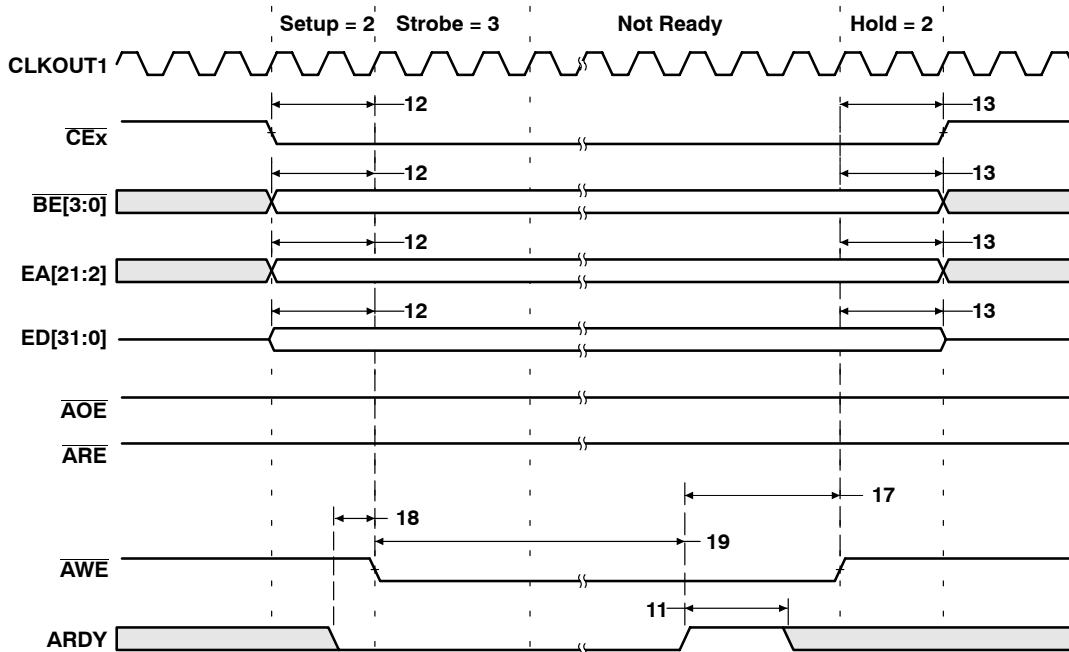 Setup = 2 Strobe = 3 Not Ready Hold = 2
CLKOUT1
12 13
CEx
12 13
BE[3:0]
12 13
EA[21:2]
12 13
ED[31:0]
AOE
ARE
17
18
19
AWE
11
ARDY